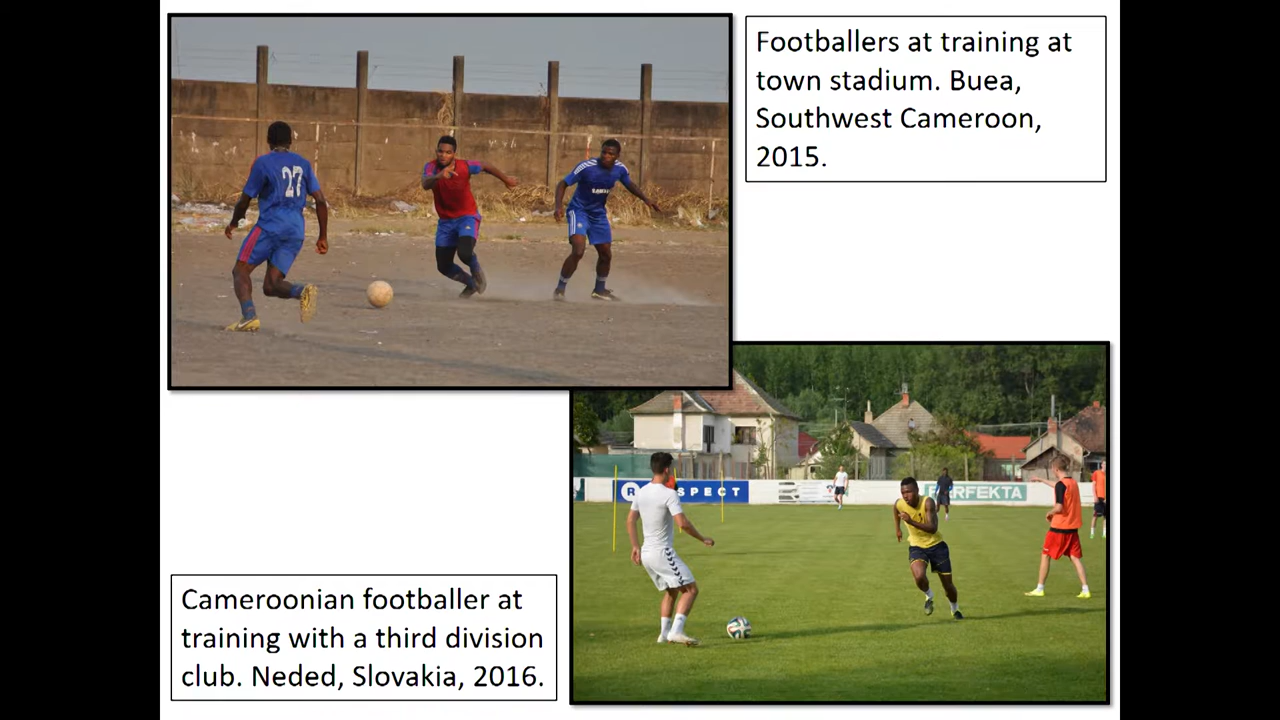 Footballers at training at
town stadium. Buea,
Southwest Cameroon,
2015.
27
PERFEKTA
Cameroonian footballer at
training with a third division
club. Neded, Slovakia, 2016.